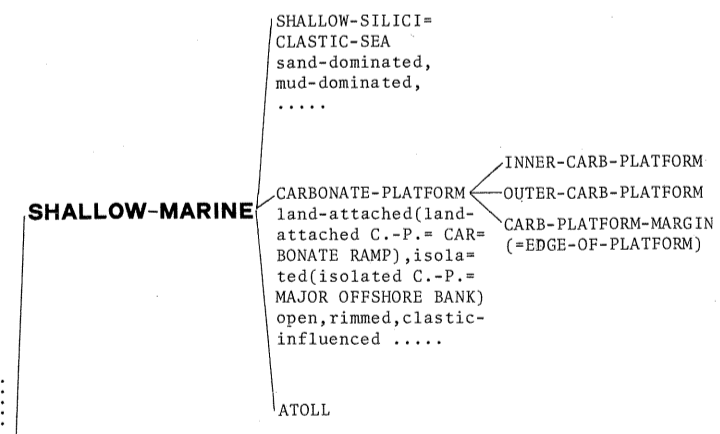 SHALLOW-SILICI=
CLASTIC-SEA
sand-dominated,
mud-dominated,
.....
SHALLOW-MARINE
CARBONATE-PLATFORM
land-attached(land-
attached C.-P.= CAR=
BONATE RAMP),isola=
ted(isolated C.-P.=
MAJOR OFFSHORE BANK)
open,rimmed,clastic-
influenced .....
INNER-CARB-PLATFORM
OUTER-CARB-PLATFORM
CARB-PLATFORM-MARGIN
(=EDGE-OF-PLATFORM)
ATOLL